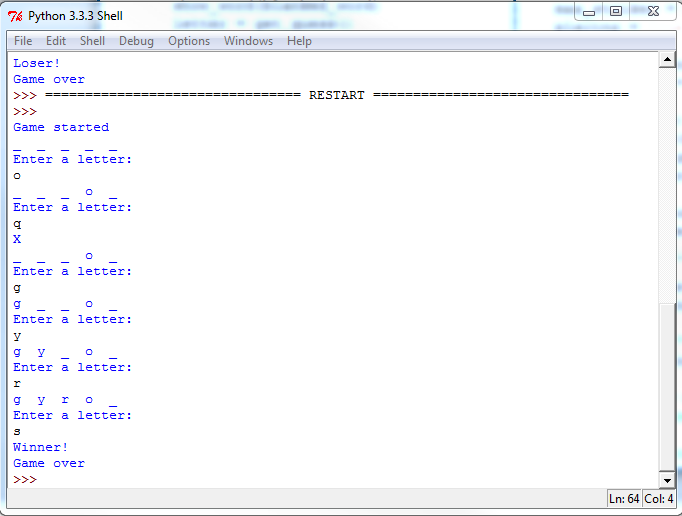 Python 3.3.3 Shell
File Edit Shell Debug Options Windows Help
Loser!
Game over
>>> ================================ RESTART ================================
>>>
Game started
_ _ _ _ _
Enter a letter:
o
_ _ _ o _
Enter a letter:
q
X
_ _ _ o _
Enter a letter:
g
g _ _ o _
Enter a letter:
y
g y _ o _
Enter a letter:
r
g y r o _
Enter a letter:
s
Winner!
Game over
>>>
Ln: 64 Col: 4